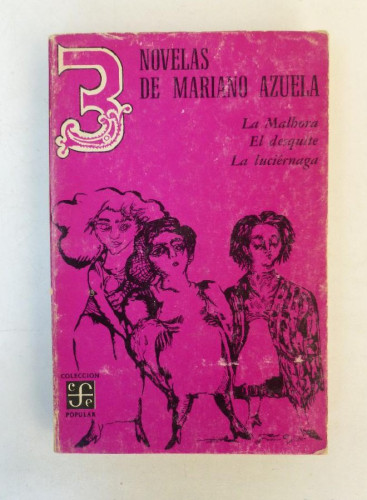 3 NOVELAS
DE MARIANO AZUELA
La Malhora
El desquite
La luciérnaga
COLECCIÓN
fce
POPULAR